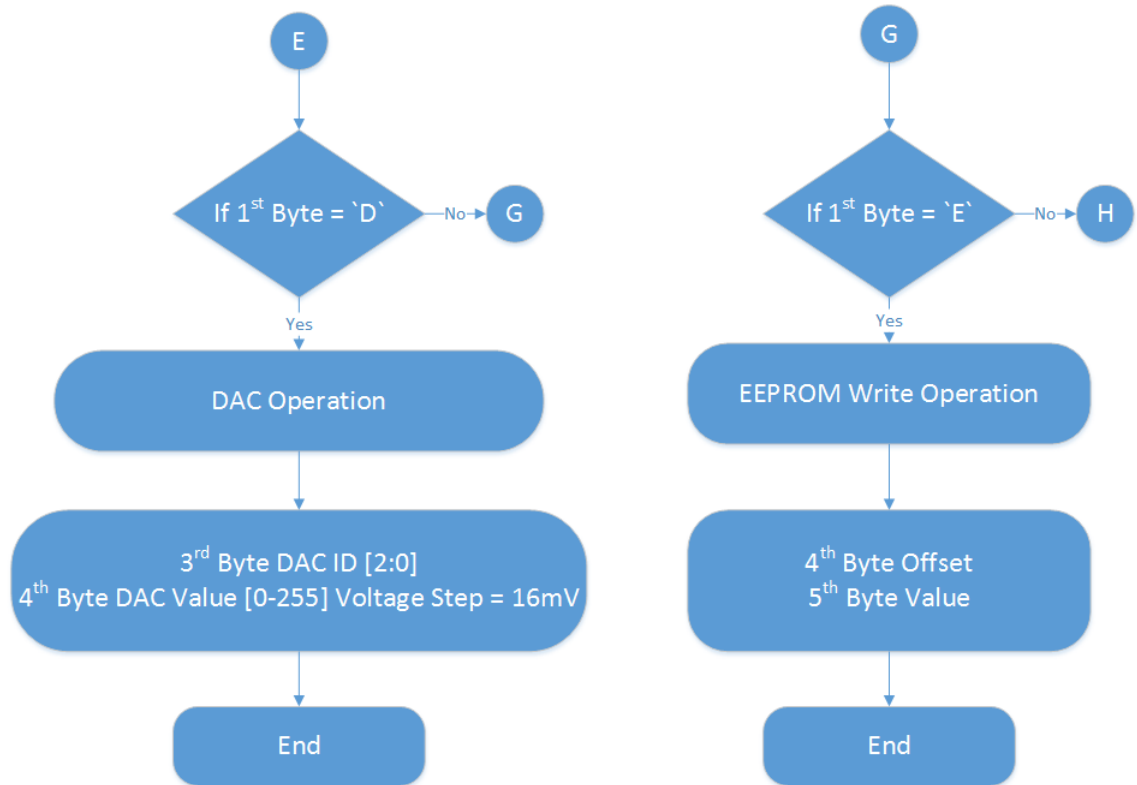 E
If 1st Byte = `D`
No
G
Yes
DAC Operation
3rd Byte DAC ID [2:0]
4th Byte DAC Value [0-255] Voltage Step = 16mV
End
G
If 1st Byte = `E`
No
H
Yes
EEPROM Write Operation
4th Byte Offset
5th Byte Value
End